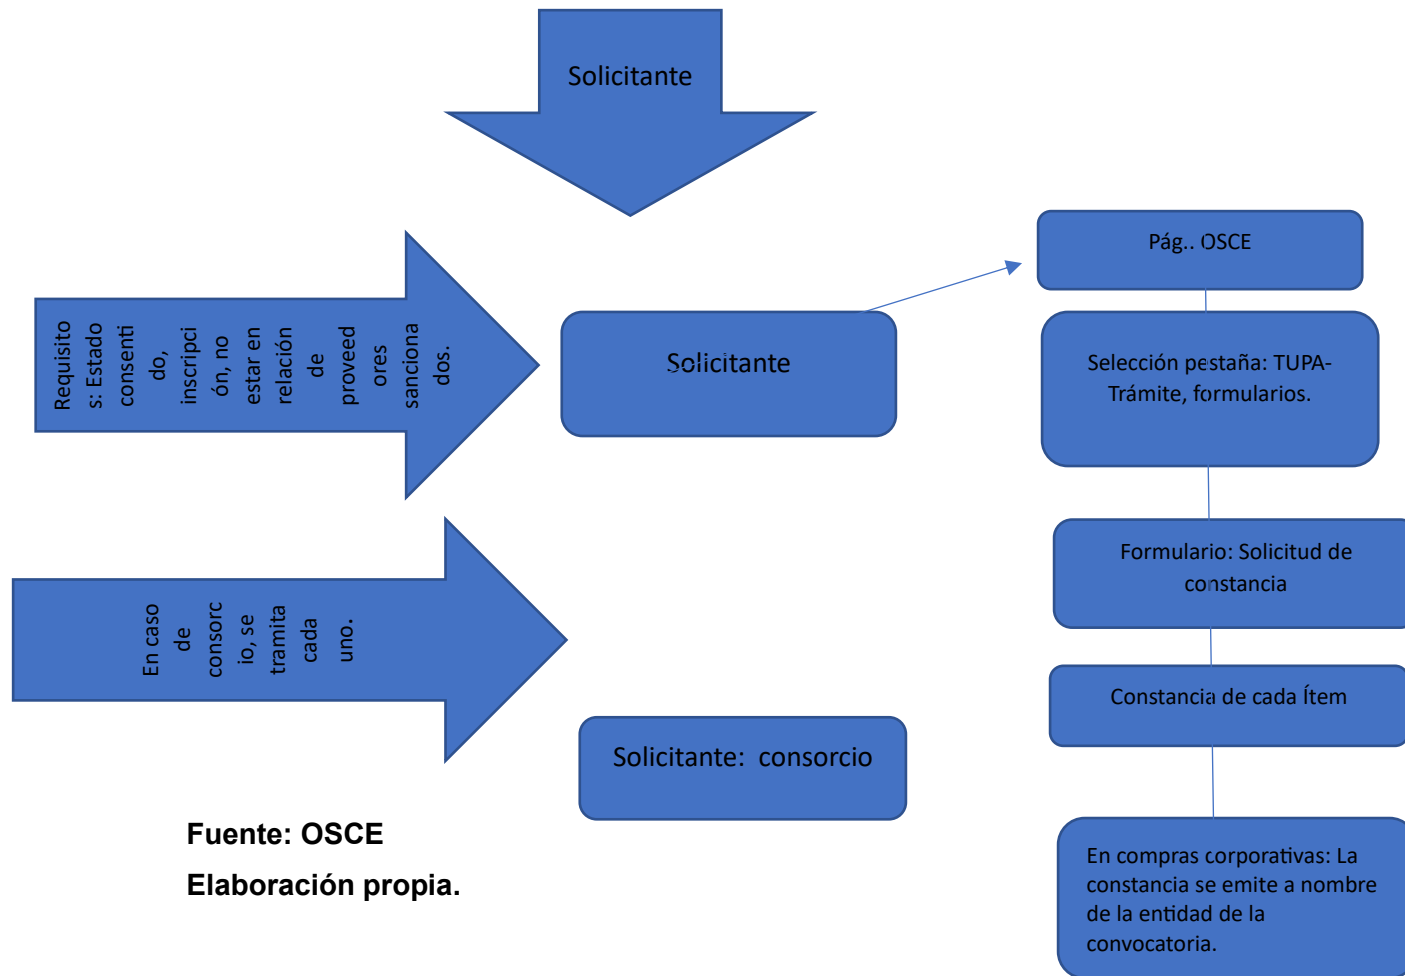 Solicitante
Requisito
s: Estado
consenti
do,
inscripci
ón, no
estar en
relación
de
proveed
ores
sanciona
dos.
Solicitante
Pág.. OSCE
Selección pestaña: TUPA-
Trámite, formularios.
Formulario: Solicitud de
constancia
Constancia de cada Ítem
En compras corporativas: La
constancia se emite a nombre
de la entidad de la
convocatoria.
En caso
de
consorc
io, se
tramita
cada
uno.
Solicitante: consorcio
Fuente: OSCE
Elaboración propia.